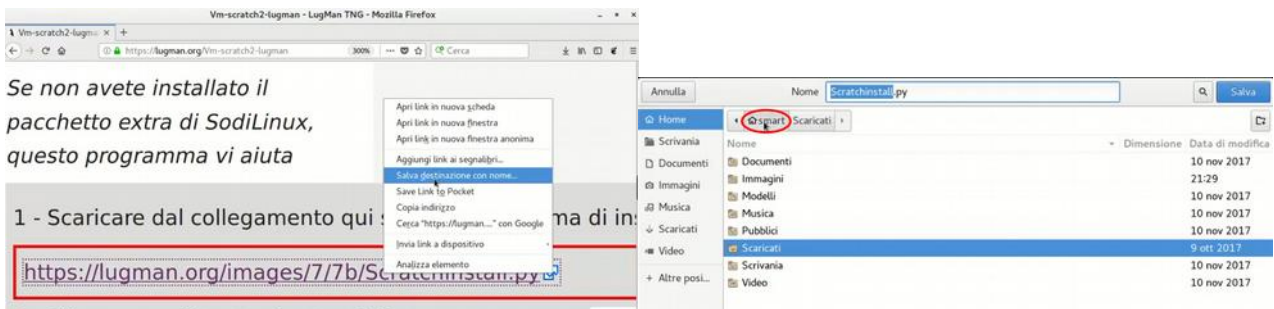 Vm-scratch2-lugman - LugMan TNG - Mozilla Firefox
Vm-scratch2-lugma × +
https://lugman.org/Vm-scratch2-lugman 300% Cerca
Se non avete installato il
pacchetto extra di SodiLinux,
questo programma vi aiuta
Apri link in nuova scheda
Apri link in nuova finestra
Apri link in nuova finestra anonima
Aggiungi link ai segnalibri...
Salva destinazione con nome...
Save Link to Pocket
Copia indirizzo
Cerca "https://lugman...." con Google
Invia link a dispositivo
Analizza elemento
1 - Scaricare dal collegamento qui s ma di in
https://lugman.org/images/7/7b/Scratchinstall.py
Annulla Nome Scratchinstall.py Salva
Home
Scrivania
Documenti
Immagini
Musica
Scaricati
Video
+ Altre posi...
smart Scaricati
Nome Dimensione Data di modifica
Documenti 10 nov 2017
Immagini 21:29
Modelli 10 nov 2017
Musica 10 nov 2017
Pubblici 10 nov 2017
Scaricati 9 ott 2017
Scrivania 10 nov 2017
Video 10 nov 2017